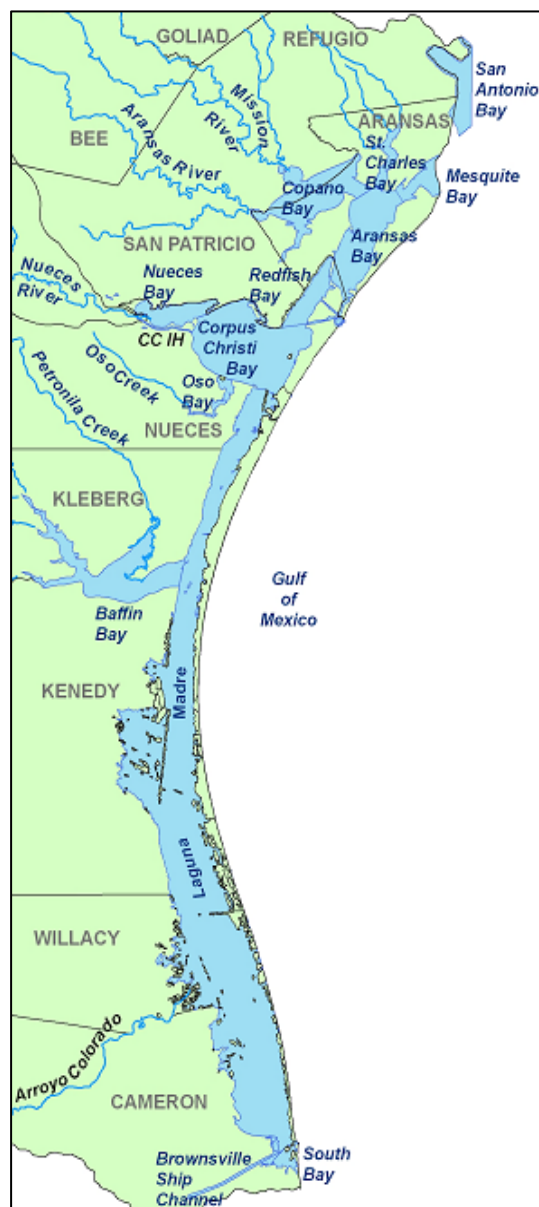 GOLIAD
REFUGIO
San
Antonio
Bay
Mission
River
ARANSAS
BEE
Aransas River
St.
Charles
Bay
Mesquite
Bay
Copano
Bay
Aransas
Bay
SAN PATRICIO
Nueces
River
Nueces
Bay
Redfish
Bay
CC IH
Corpus
Christi
Bay
Oso Creek
Oso
Bay
Petronila Creek
NUECES
KLEBERG
Gulf
of
Mexico
Baffin
Bay
KENEDY
Madre
Laguna
WILLACY
Arroyo Colorado
CAMERON
Brownsville
Ship
Channel
South
Bay